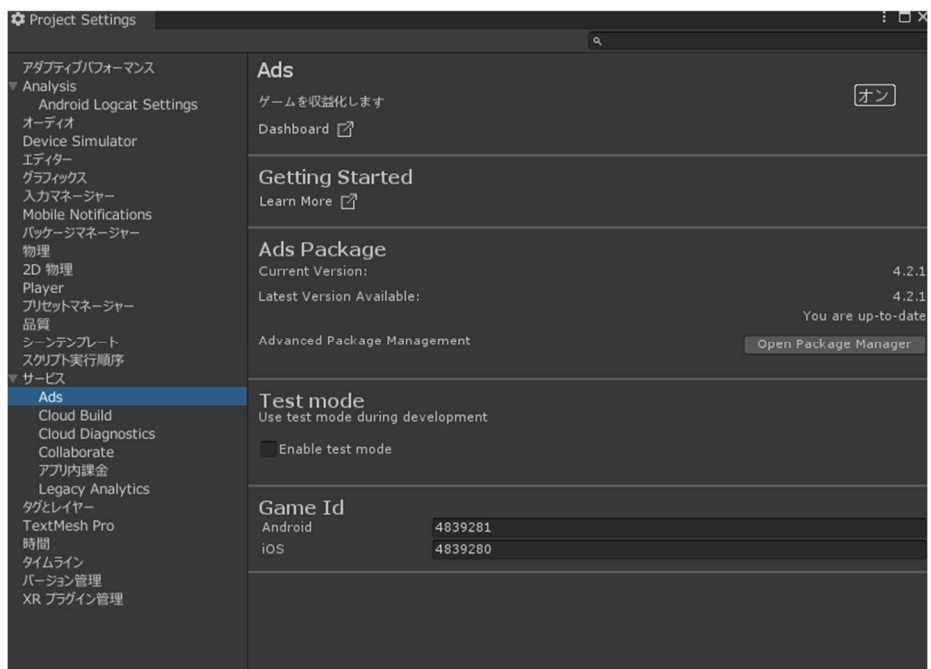 Project Settings
アダプティブパフォーマンス
Analysis
Android Logcat Settings
オーディオ
Device Simulator
エディター
グラフィックス
入力マネージャー
Mobile Notifications
パッケージマネージャー
物理
2D 物理
Player
プリセットマネージャー
品質
シーンテンプレート
スクリプト実行順序
サービス
Ads
Cloud Build
Cloud Diagnostics
Collaborate
アプリ内課金
Legacy Analytics
タグとレイヤー
TextMesh Pro
時間
タイムライン
バージョン管理
XR プラグイン管理
Ads
ゲームを収益化します
オン
Dashboard
Getting Started
Learn More
Ads Package
Current Version: 4.2.1
Latest Version Available: 4.2.1
You are up-to-date
Advanced Package Management Open Package Manager
Test mode
Use test mode during development
Enable test mode
Game Id
Android 4839281
iOS 4839280